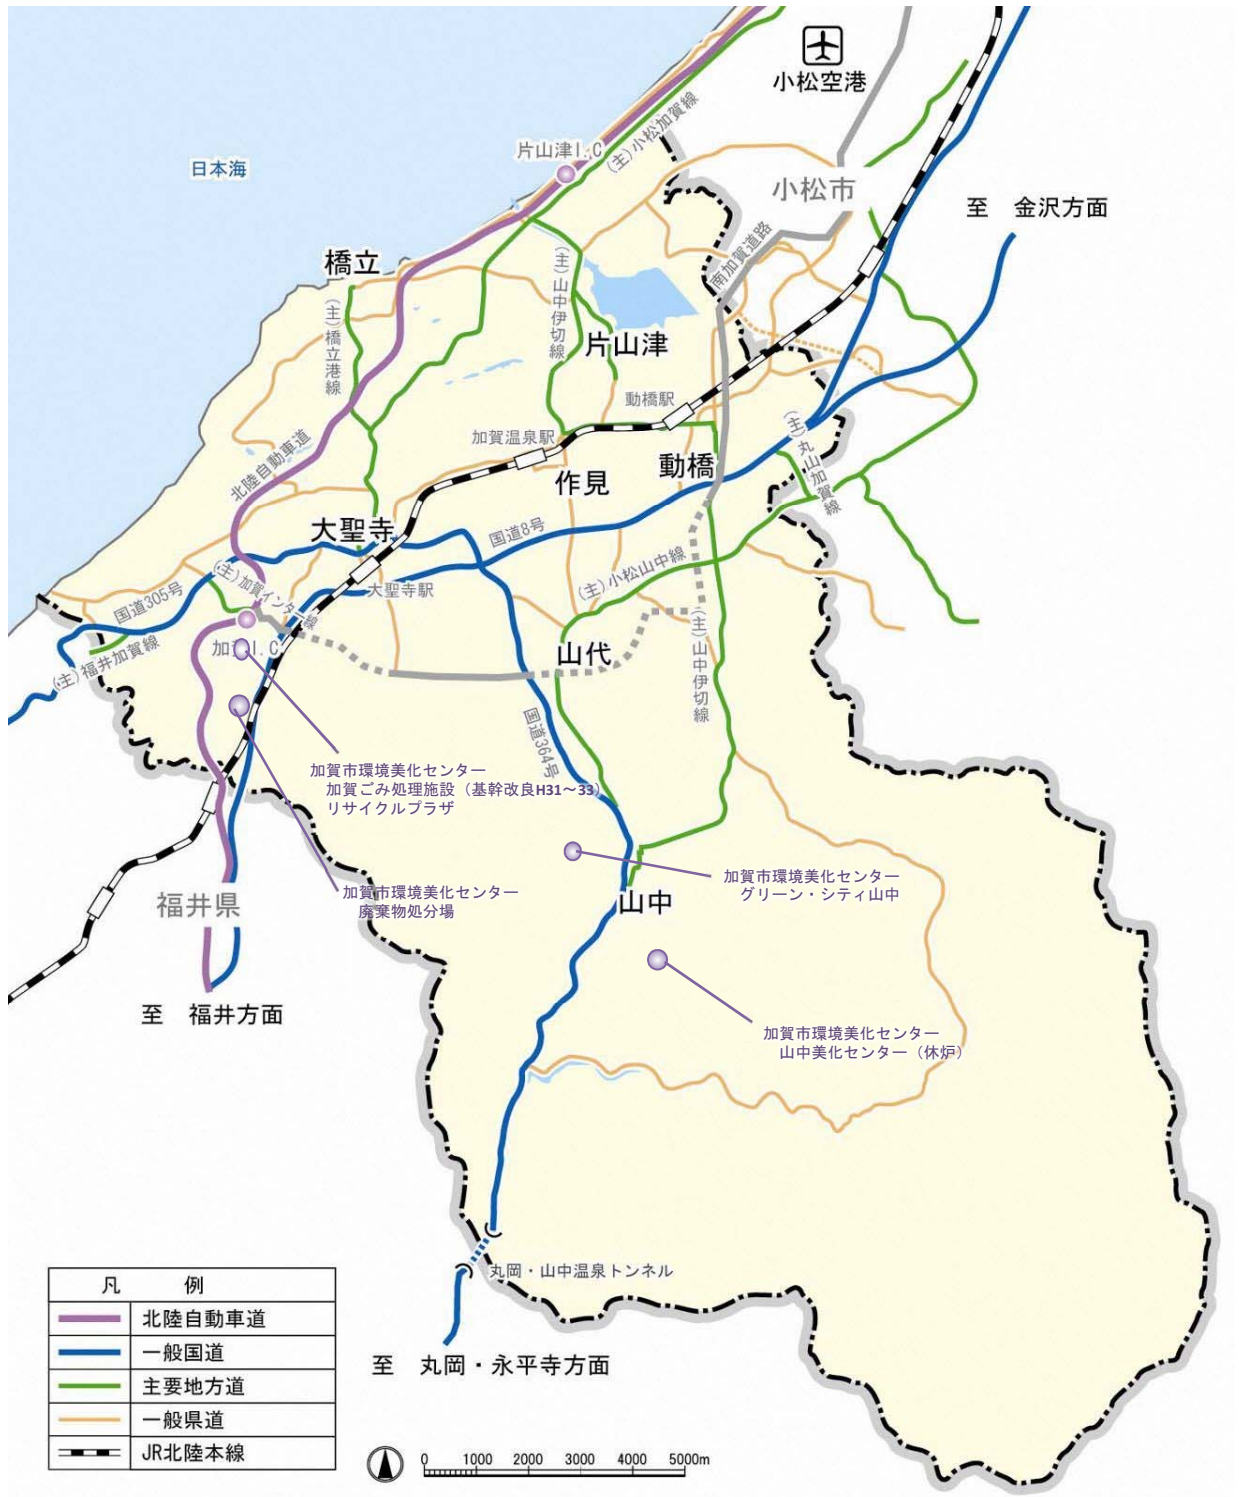 小松空港
片山津I.C
(主)小松加賀線
日本海
小松市
至 金沢方面
南加賀道路
橋立
(主)山中伊切線
(主)橋立港線
片山津
動橋駅
(主)丸山加賀線
加賀温泉駅
北陸自動車道
作見
動橋
大聖寺
国道8号
(主)小松山中線
国道305号
(主)加賀インター線
大聖寺駅
(主)山中伊切線
(主)福井加賀線
加賀I.C
山代
国道364号
加賀市環境美化センター
加賀ごみ処理施設（基幹改良H31～33）
リサイクルプラザ
加賀市環境美化センター
廃棄物処分場
加賀市環境美化センター
グリーン・シティ山中
福井県
山中
至 福井方面
加賀市環境美化センター
山中美化センター（休炉）
丸岡・山中温泉トンネル
至 丸岡・永平寺方面
凡 例
北陸自動車道
一般国道
主要地方道
一般県道
JR北陸本線
0 1000 2000 3000 4000 5000m